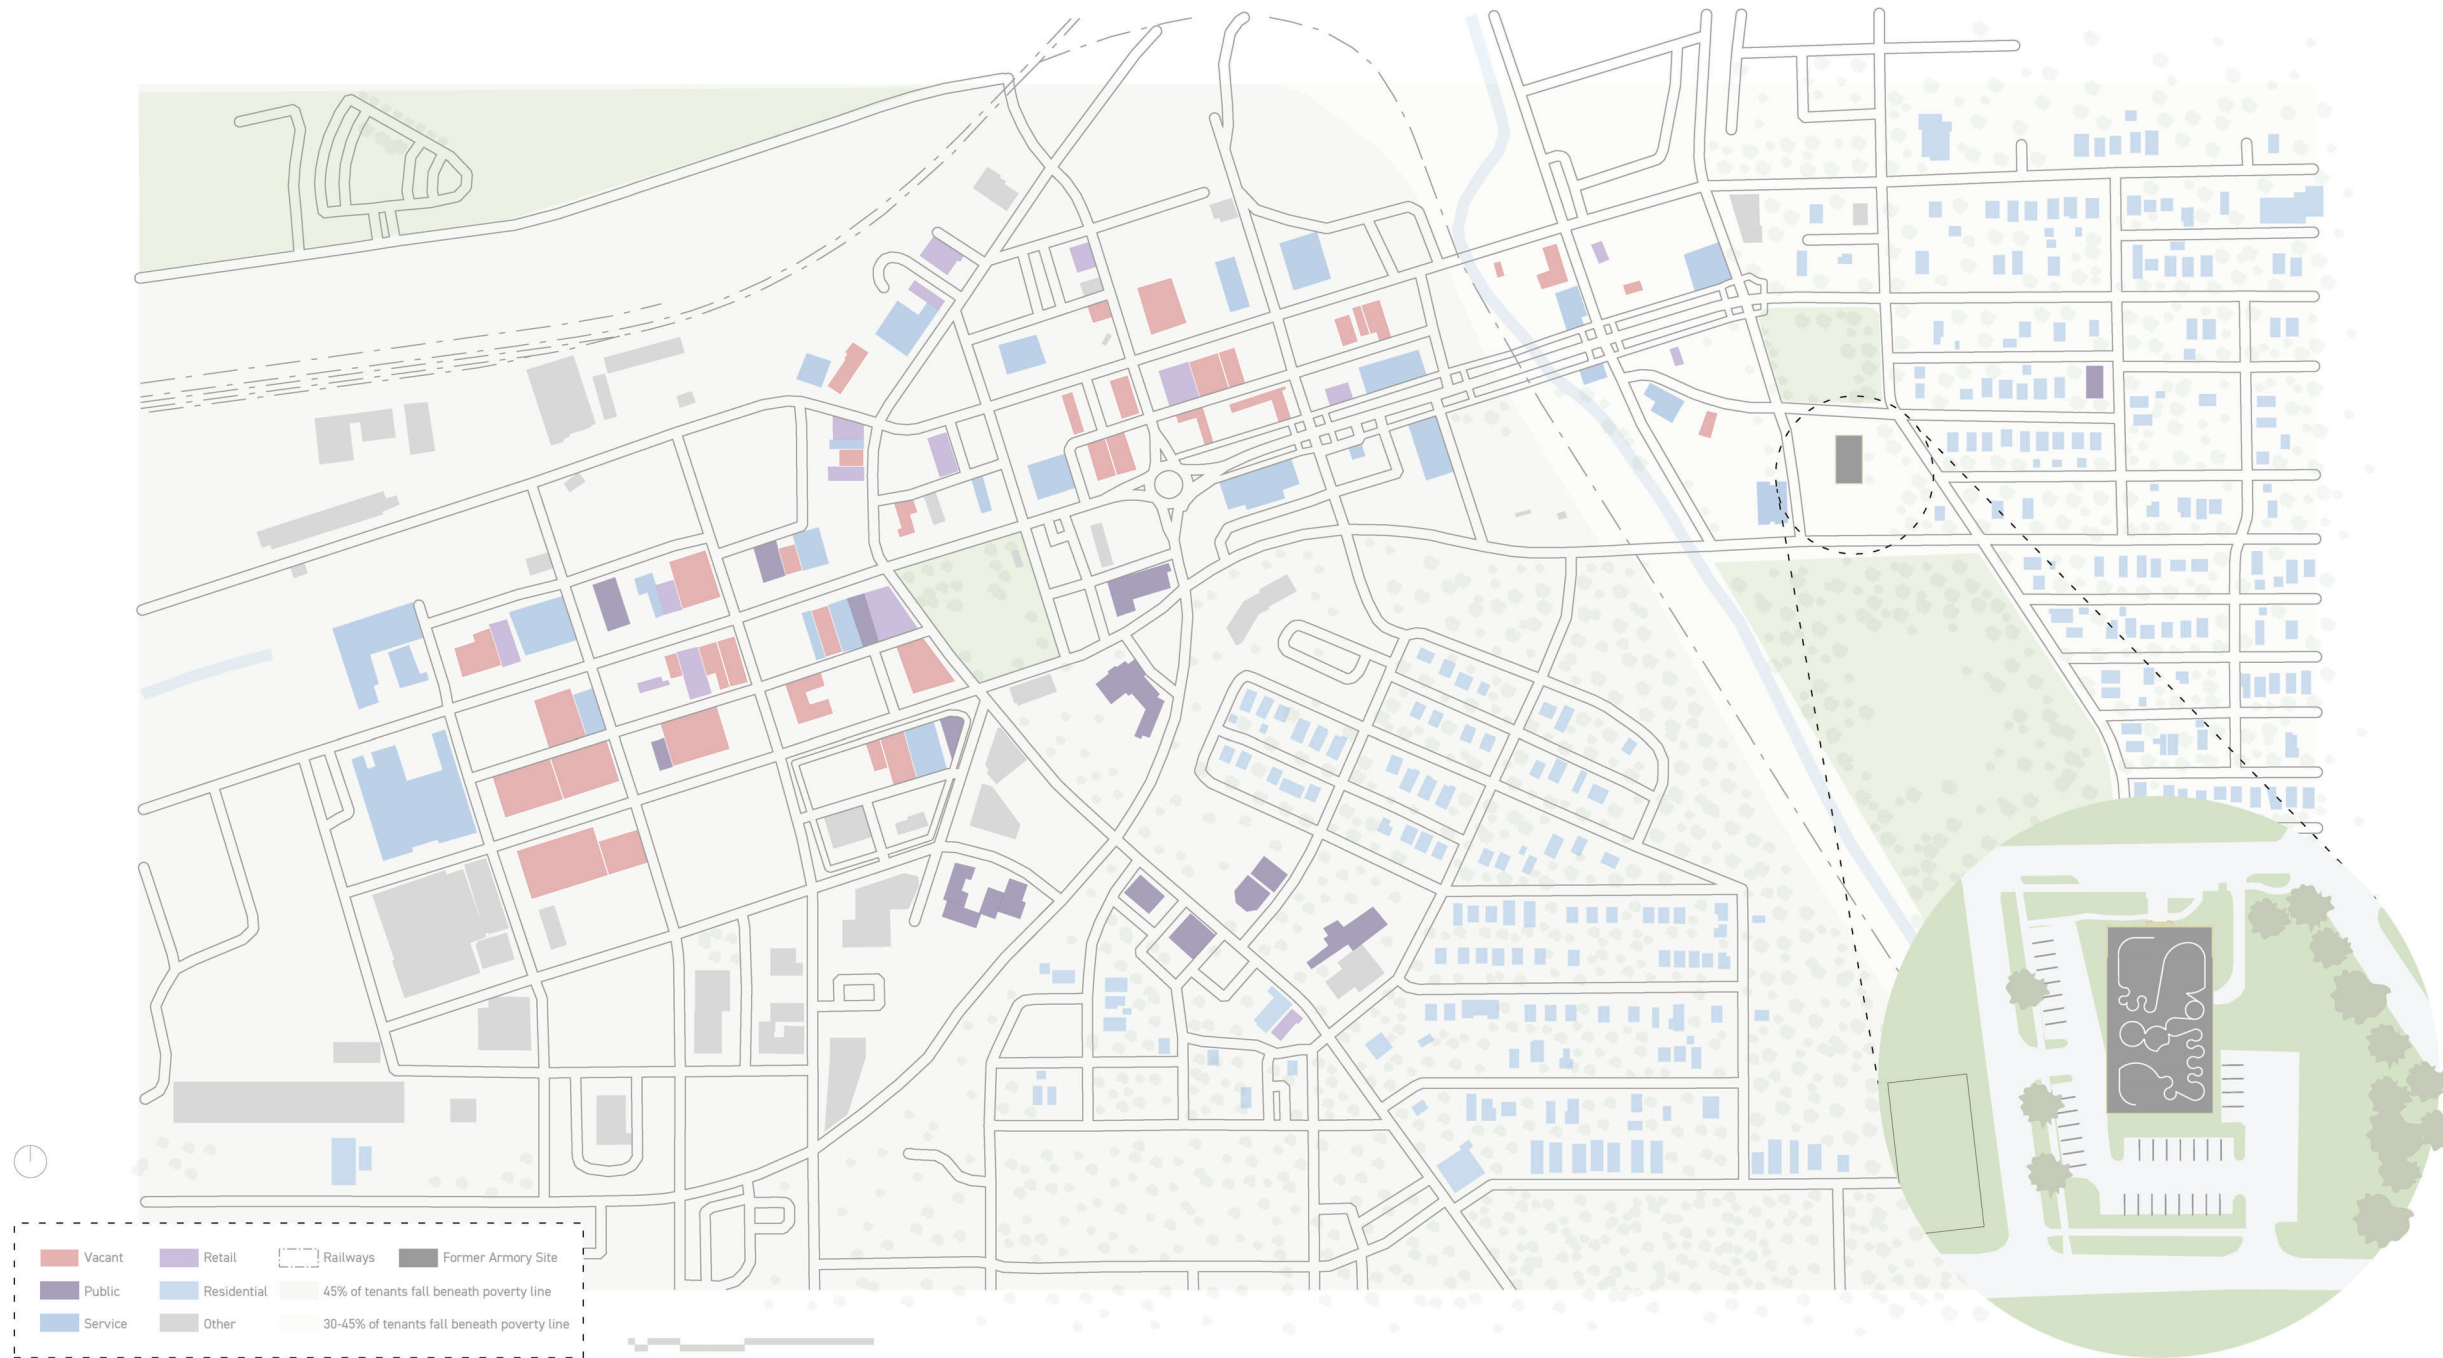 Vacant
Retail
Railways
Former Armory Site
Public
Residential
45% of tenants fall beneath poverty line
Service
Other
30-45% of tenants fall beneath poverty line